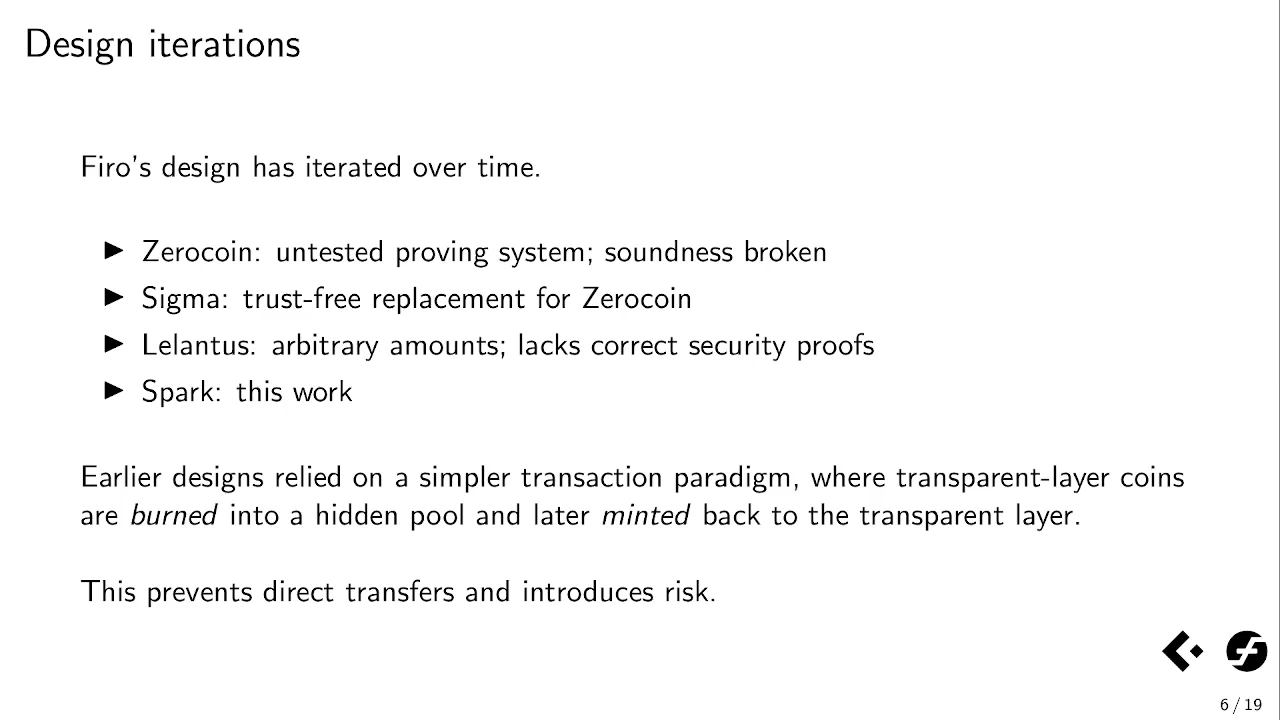 Design iterations
Firo's design has iterated over time.
▶ Zerocoin: untested proving system; soundness broken
▶ Sigma: trust-free replacement for Zerocoin
▶ Lelantus: arbitrary amounts; lacks correct security proofs
▶ Spark: this work
Earlier designs relied on a simpler transaction paradigm, where transparent-layer coins
are burned into a hidden pool and later minted back to the transparent layer.
This prevents direct transfers and introduces risk.
6 / 19